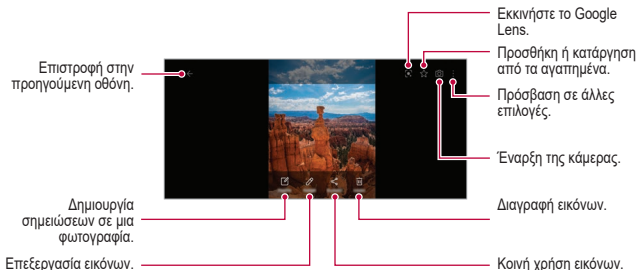 Εκκινήστε το Google
Lens.
Προσθήκη ή κατάργηση
από τα αγαπημένα.
Επιστροφή στην
προηγούμενη οθόνη.
Πρόσβαση σε άλλες
επιλογές.
Έναρξη της κάμερας.
Δημιουργία
σημειώσεων σε μια
φωτογραφία.
Διαγραφή εικόνων.
Επεξεργασία εικόνων.
Κοινή χρήση εικόνων.